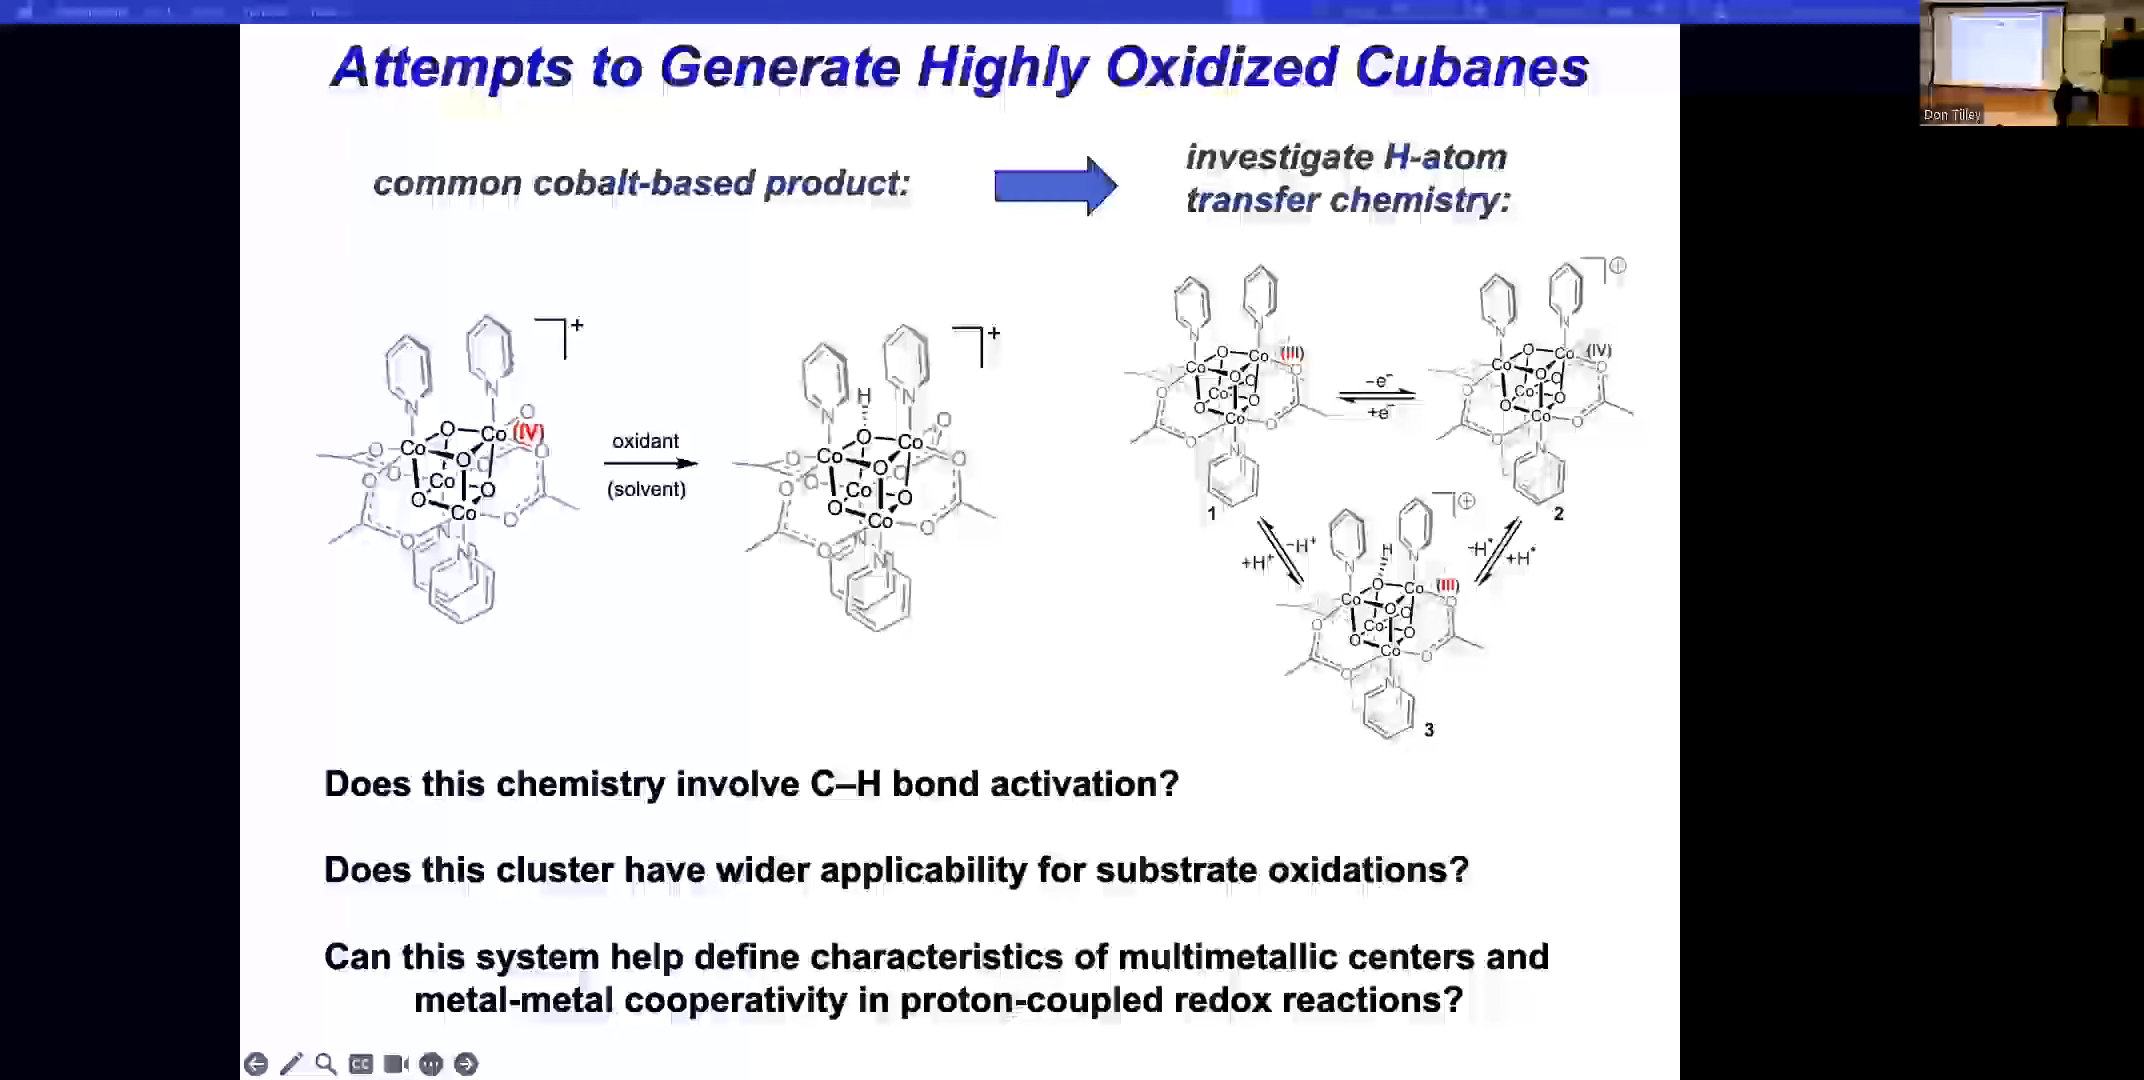 Attempts to Generate Highly Oxidized Cubanes
common cobalt-based product:
investigate H-atom
transfer chemistry:
Don Tilley
+
N
N
O
O
Co
Co
(IV)
O
Co
O
O
Co
O
N
oxidant
(solvent)
+
H
N
N
O
O
Co
Co
O
Co
O
O
Co
O
N
N
N
Co
Co
(III)
O
O
Co
O
Co
N
1
–e⁻
+e⁻
⊕
N
N
Co
Co
(IV)
O
O
Co
O
Co
N
2
+H⁺
–H⁺
–H•
+H•
⊕
H
N
N
O
Co
Co
(III)
O
O
Co
O
O
Co
O
N
3
Does this chemistry involve C–H bond activation?
Does this cluster have wider applicability for substrate oxidations?
Can this system help define characteristics of multimetallic centers and
metal-metal cooperativity in proton-coupled redox reactions?
CC